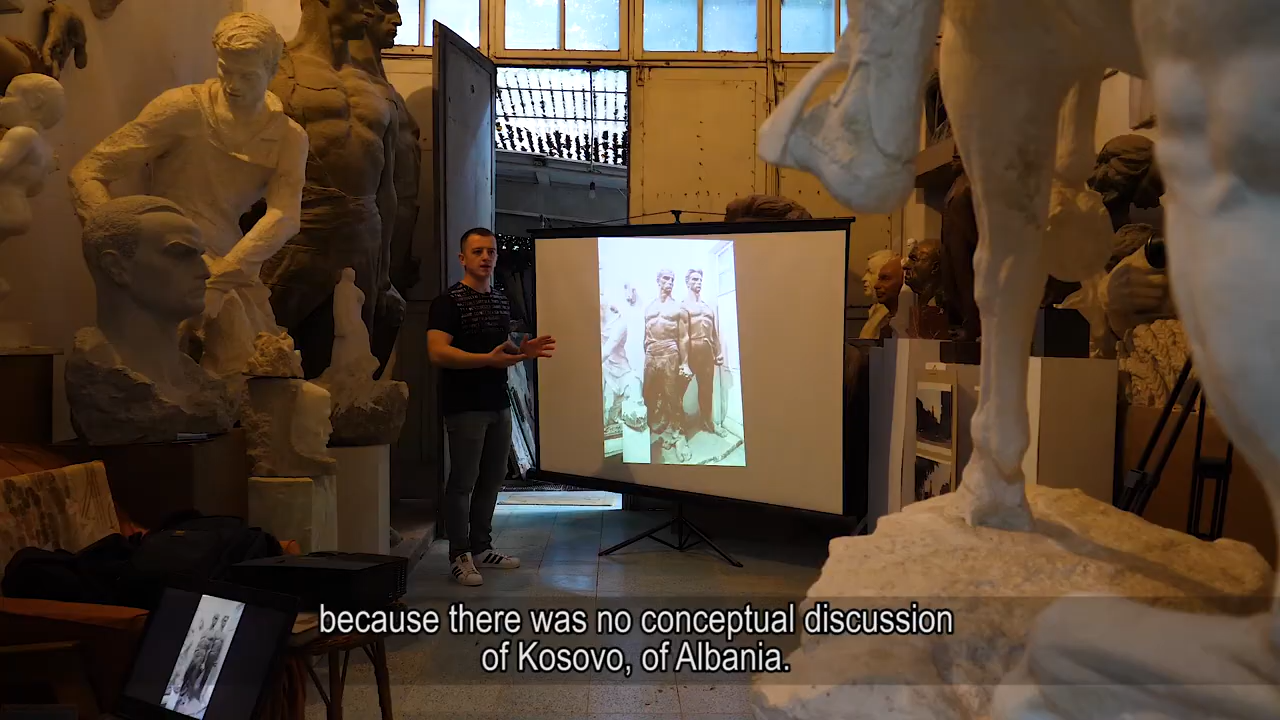 because there was no conceptual discussion
of Kosovo, of Albania.